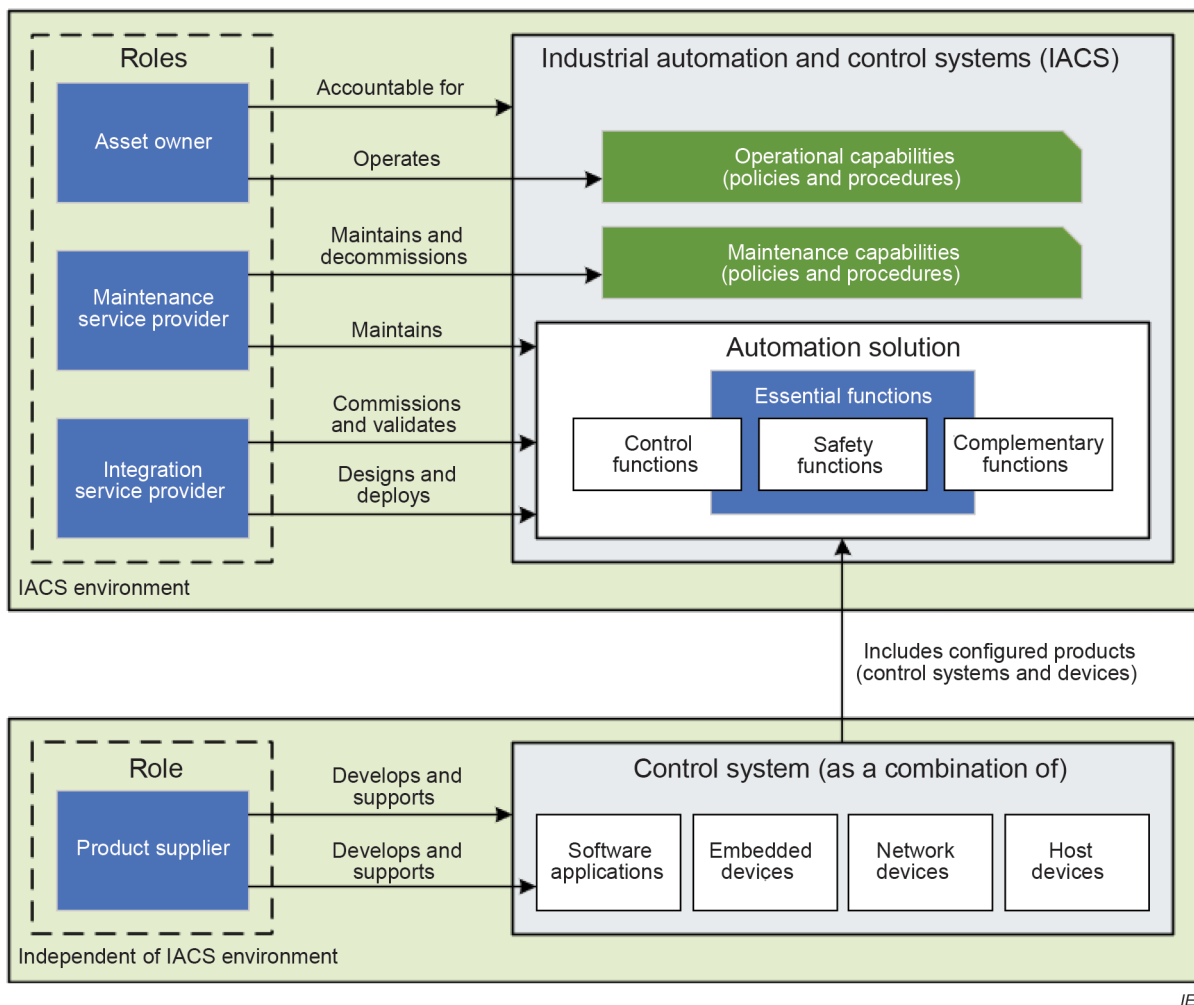 Roles
Industrial automation and control systems (IACS)
Asset owner
Accountable for
Operates
Operational capabilities
(policies and procedures)
Maintenance
service provider
Maintains and
decommissions
Maintenance capabilities
(policies and procedures)
Maintains
Automation solution
Essential functions
Control
functions
Safety
functions
Complementary
functions
Integration
service provider
Commissions
and validates
Designs and
deploys
IACS environment
Includes configured products
(control systems and devices)
Role
Control system (as a combination of)
Product supplier
Develops and
supports
Develops and
supports
Software
applications
Embedded
devices
Network
devices
Host
devices
Independent of IACS environment